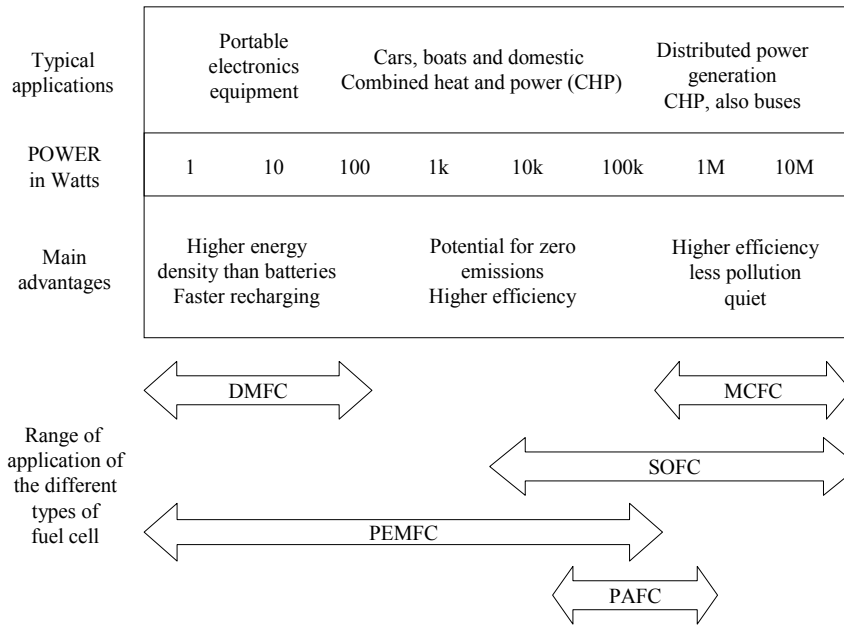 Typical
applications
Portable
electronics
equipment
Cars, boats and domestic
Combined heat and power (CHP)
Distributed power
generation
CHP, also buses
POWER
in Watts
1 10 100 1k 10k 100k 1M 10M
Main
advantages
Higher energy
density than batteries
Faster recharging
Potential for zero
emissions
Higher efficiency
Higher efficiency
less pollution
quiet
Range of
application of
the different
types of
fuel cell
DMFC
MCFC
SOFC
PEMFC
PAFC